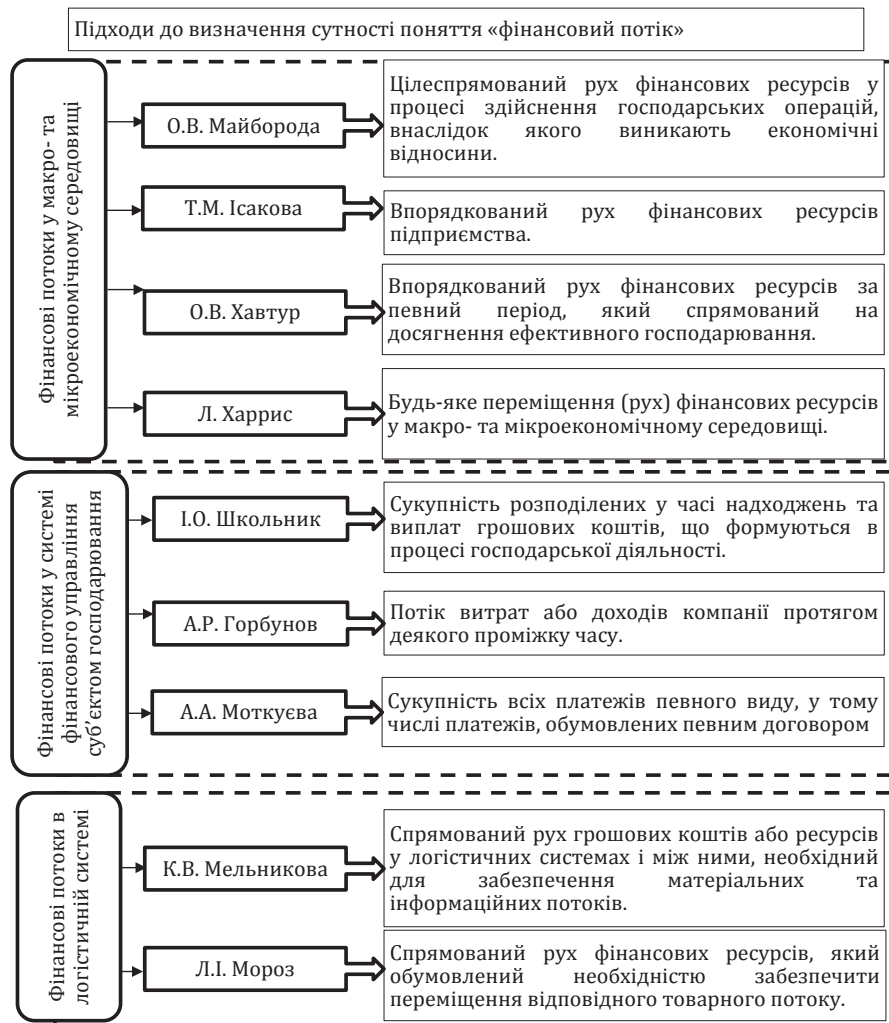 Підходи до визначення сутності поняття «фінансовий потік»
Фінансові потоки у макро- та
мікроекономічному середовищі
О.В. Майборода
Цілеспрямований рух фінансових ресурсів у
процесі здійснення господарських операцій,
внаслідок якого виникають економічні
відносини.
Т.М. Ісакова
Впорядкований рух фінансових ресурсів
підприємства.
О.В. Хавтур
Впорядкований рух фінансових ресурсів за
певний період, який спрямований на
досягнення ефективного господарювання.
Л. Харрис
Будь-яке переміщення (рух) фінансових ресурсів
у макро- та мікроекономічному середовищі.
Фінансові потоки у системі
фінансового управління
суб’єктом господарювання
І.О. Школьник
Сукупність розподілених у часі надходжень та
виплат грошових коштів, що формуються в
процесі господарської діяльності.
А.Р. Горбунов
Потік витрат або доходів компанії протягом
деякого проміжку часу.
А.А. Моткуєва
Сукупність всіх платежів певного виду, у тому
числі платежів, обумовлених певним договором
Фінансові потоки в
логістичній системі
К.В. Мельникова
Спрямований рух грошових коштів або ресурсів
у логістичних системах і між ними, необхідний
для забезпечення матеріальних та
інформаційних потоків.
Л.І. Мороз
Спрямований рух фінансових ресурсів, який
обумовлений необхідністю забезпечити
переміщення відповідного товарного потоку.